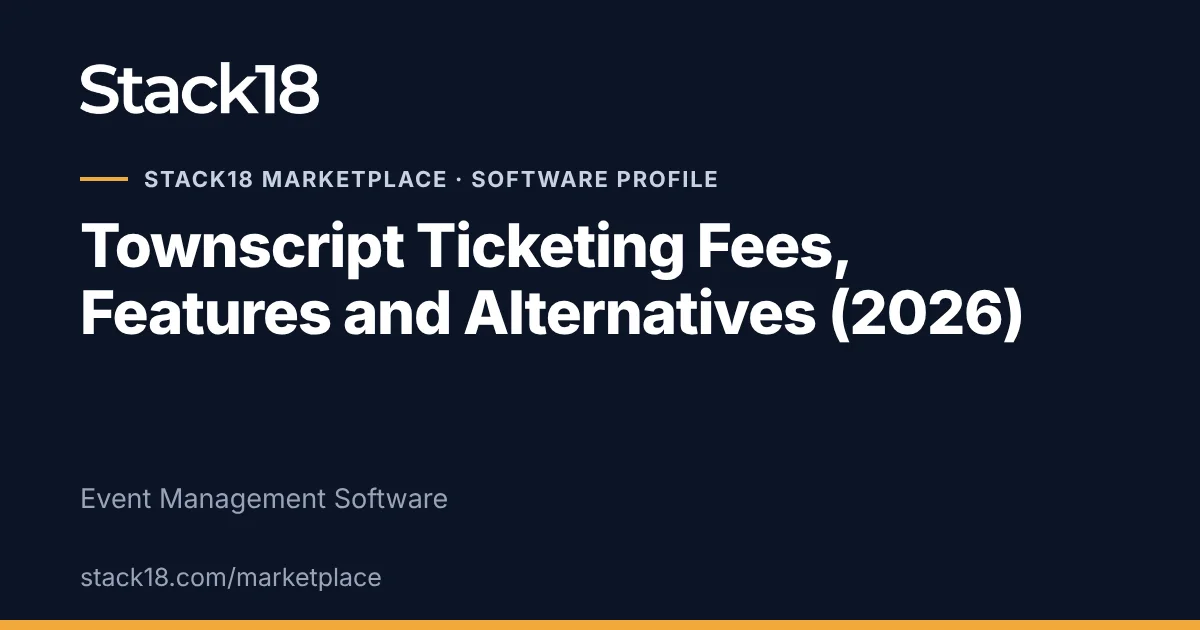 Stack18
STACK18 MARKETPLACE · SOFTWARE PROFILE
Townscript Ticketing Fees,
Features and Alternatives (2026)
Event Management Software
stack18.com/marketplace